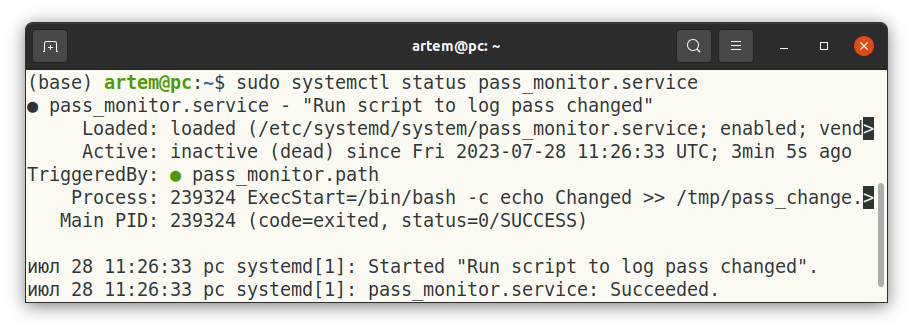 artem@pc: ~
(base) artem@pc:~$ sudo systemctl status pass_monitor.service
● pass_monitor.service - "Run script to log pass changed"
Loaded: loaded (/etc/systemd/system/pass_monitor.service; enabled; vend>
Active: inactive (dead) since Fri 2023-07-28 11:26:33 UTC; 3min 5s ago
TriggeredBy: ● pass_monitor.path
Process: 239324 ExecStart=/bin/bash -c echo Changed >> /tmp/pass_change.>
Main PID: 239324 (code=exited, status=0/SUCCESS)
июл 28 11:26:33 pc systemd[1]: Started "Run script to log pass changed".
июл 28 11:26:33 pc systemd[1]: pass_monitor.service: Succeeded.